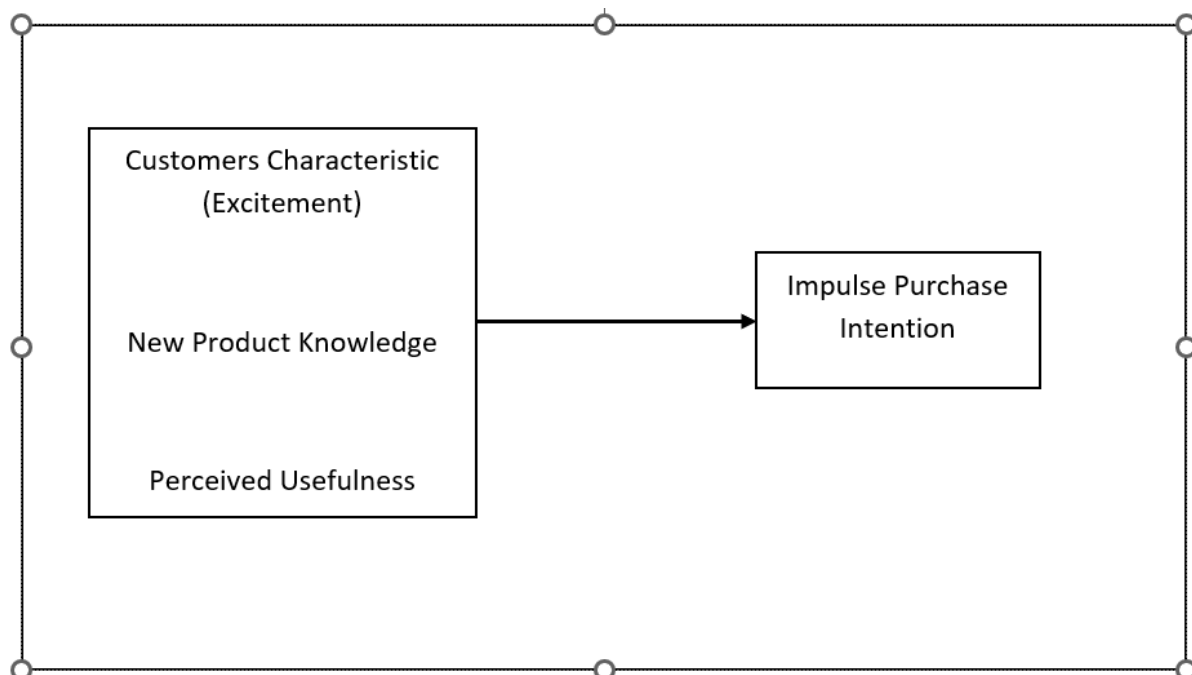 Customers Characteristic
(Excitement)
New Product Knowledge
Perceived Usefulness
Impulse Purchase
Intention